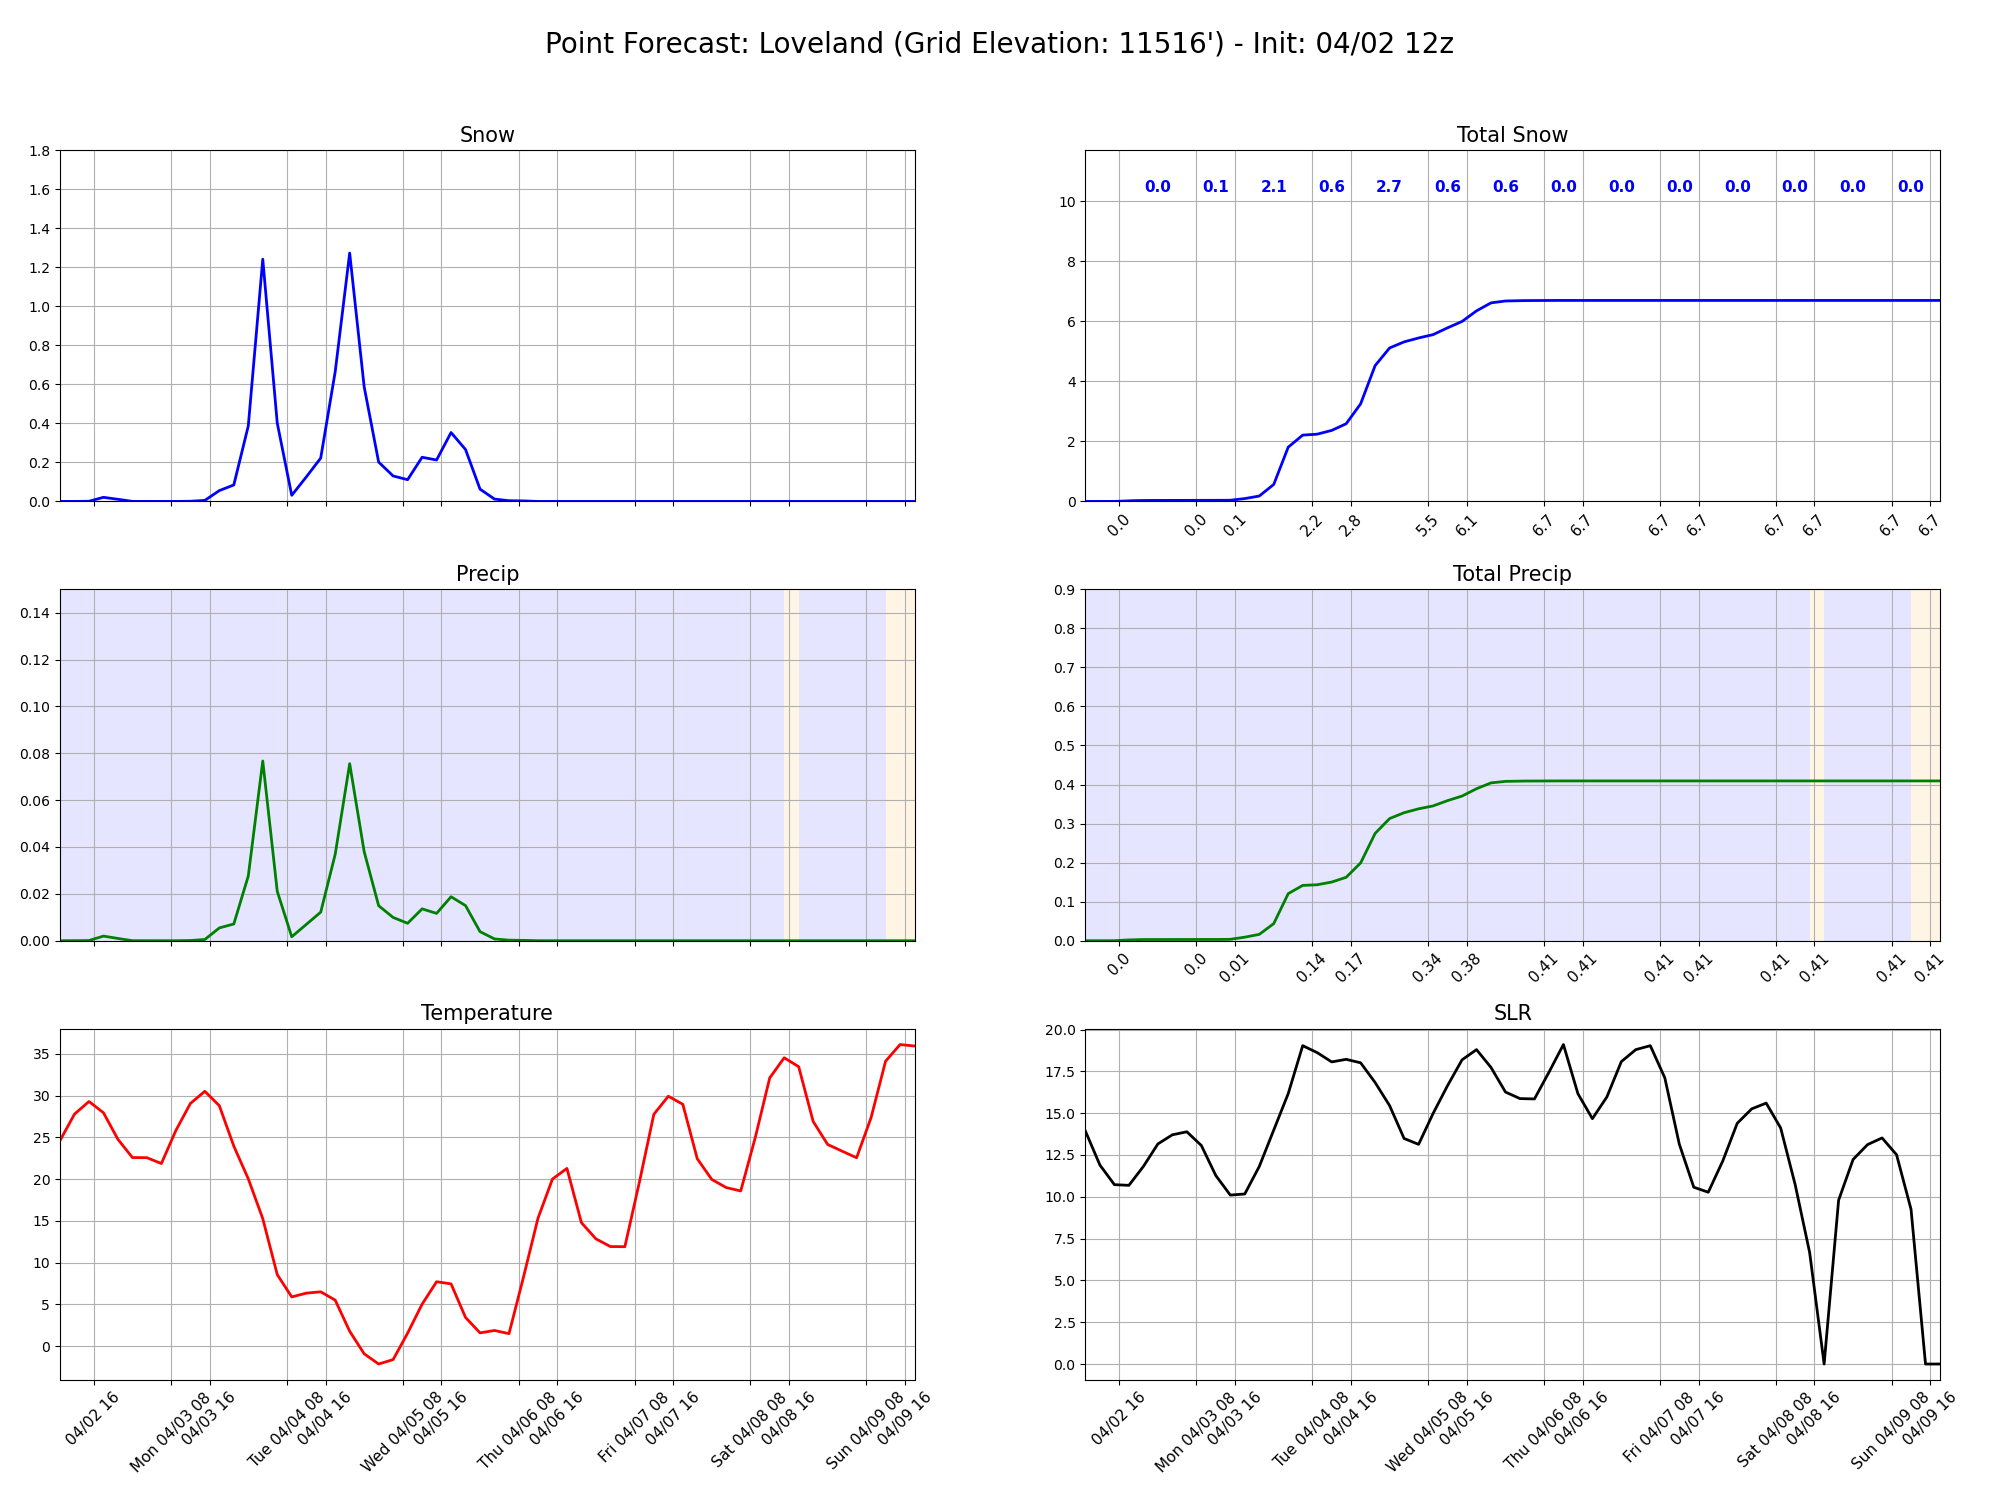 Point Forecast: Loveland (Grid Elevation: 11516') - Init: 04/02 12z
Snow
1.8
1.6
1.4
1.2
1.0
0.8
0.6
0.4
0.2
0.0
Total Snow
0.0 0.1 2.1 0.6 2.7 0.6 0.6 0.0 0.0 0.0 0.0 0.0 0.0 0.0
10
8
6
4
2
0
0.0 0.0 0.1 2.2 2.8 5.5 6.1 6.7 6.7 6.7 6.7 6.7 6.7 6.7 6.7
Precip
0.14
0.12
0.10
0.08
0.06
0.04
0.02
0.00
Total Precip
0.9
0.8
0.7
0.6
0.5
0.4
0.3
0.2
0.1
0.0
0.0 0.0 0.01 0.14 0.17 0.34 0.38 0.41 0.41 0.41 0.41 0.41 0.41 0.41 0.41
Temperature
35
30
25
20
15
10
5
0
04/02 16
Mon 04/03 08
04/03 16
Tue 04/04 08
04/04 16
Wed 04/05 08
04/05 16
Thu 04/06 08
04/06 16
Fri 04/07 08
04/07 16
Sat 04/08 08
04/08 16
Sun 04/09 08
04/09 16
SLR
20.0
17.5
15.0
12.5
10.0
7.5
5.0
2.5
0.0
04/02 16
Mon 04/03 08
04/03 16
Tue 04/04 08
04/04 16
Wed 04/05 08
04/05 16
Thu 04/06 08
04/06 16
Fri 04/07 08
04/07 16
Sat 04/08 08
04/08 16
Sun 04/09 08
04/09 16